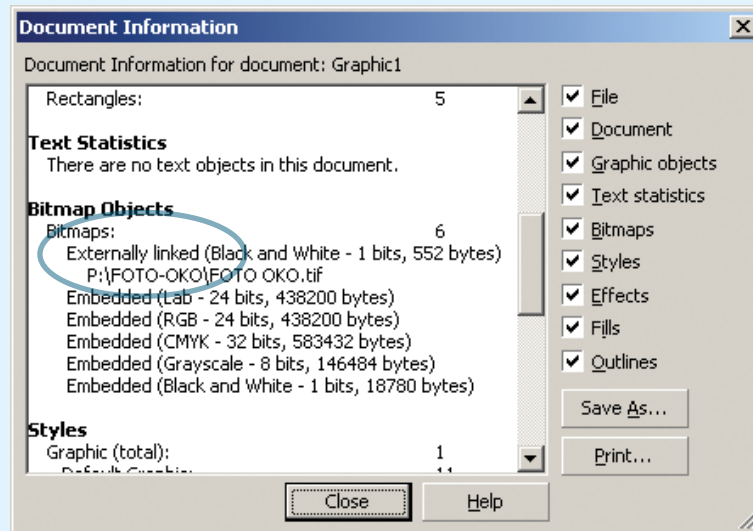 Document Information
Document Information for document: Graphic1
Rectangles: 5
Text Statistics
There are no text objects in this document.
Bitmap Objects
Bitmaps: 6
Externally linked (Black and White - 1 bits, 552 bytes)
P:\FOTO-OKO\FOTO OKO.tif
Embedded (Lab - 24 bits, 438200 bytes)
Embedded (RGB - 24 bits, 438200 bytes)
Embedded (CMYK - 32 bits, 583432 bytes)
Embedded (Grayscale - 8 bits, 146484 bytes)
Embedded (Black and White - 1 bits, 18780 bytes)
Styles
Graphic (total): 1
File
Document
Graphic objects
Text statistics
Bitmaps
Styles
Effects
Fills
Outlines
Save As...
Print...
Close
Help